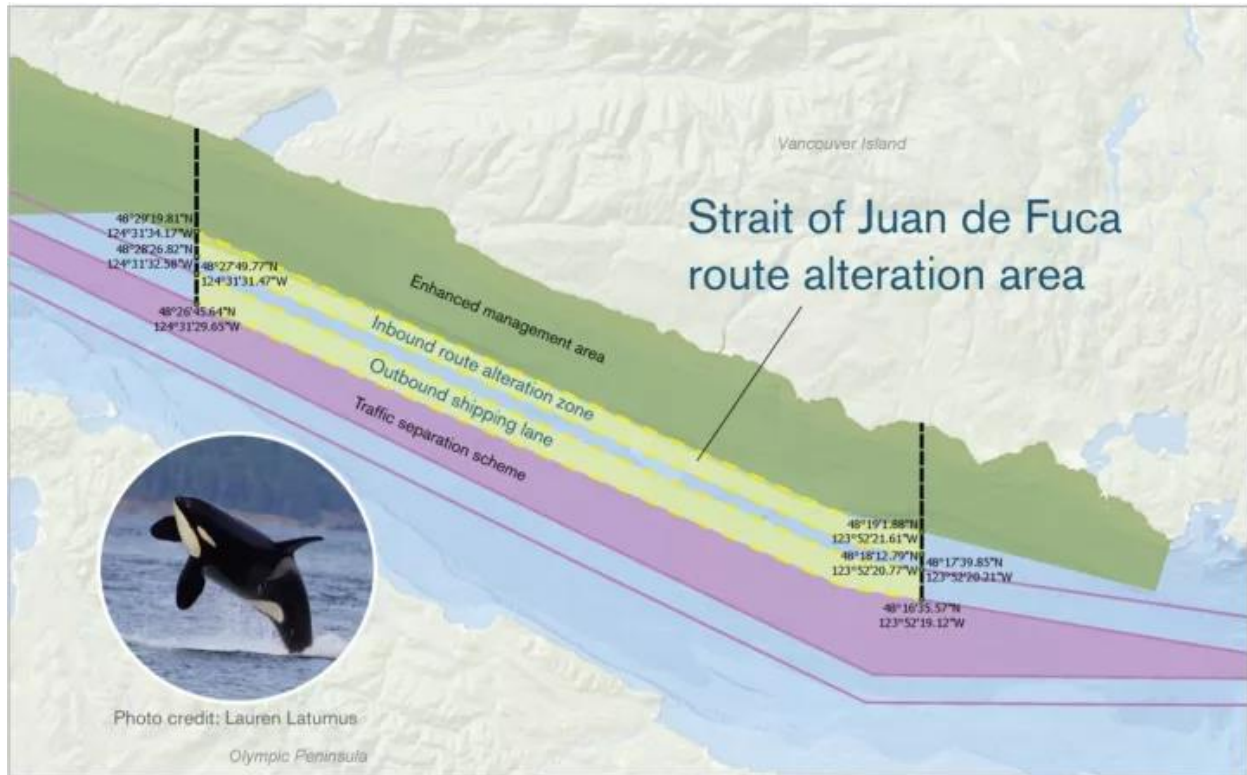 Vancouver Island
Strait of Juan de Fuca
route alteration area
48°29'19.81"N
124°31'34.17"W
48°28'26.82"N
124°31'32.58"W
48°27'49.77"N
124°31'31.47"W
48°26'45.64"N
124°31'29.65"W
Enhanced management area
Inbound route alteration zone
Outbound shipping lane
Traffic separation scheme
48°19'1.88"N
123°52'21.61"W
48°18'12.79"N
123°52'20.77"W
48°17'39.85"N
123°52'20.21"W
48°16'35.57"N
123°52'19.12"W
Photo credit: Lauren Laturnus
Olympic Peninsula